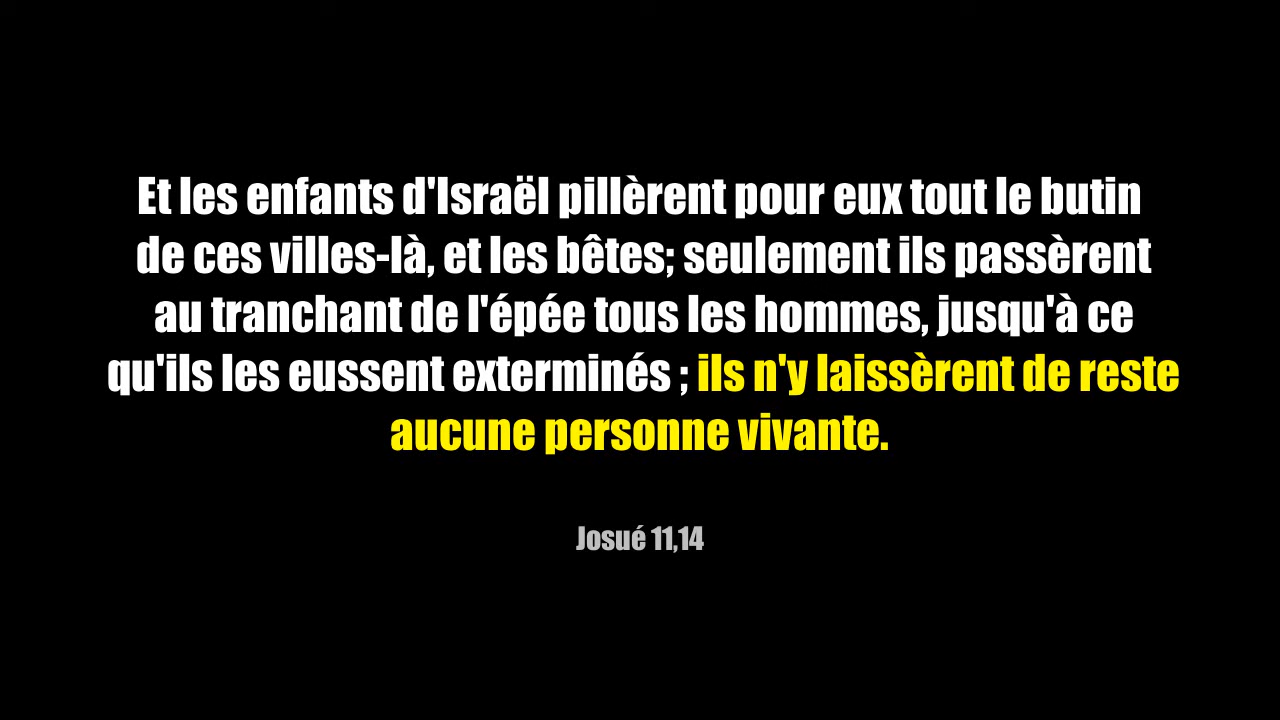 Et les enfants d'Israël pillèrent pour eux tout le butin
de ces villes-là, et les bêtes; seulement ils passèrent
au tranchant de l'épée tous les hommes, jusqu'à ce
qu'ils les eussent exterminés ; ils n'y laissèrent de reste
aucune personne vivante.
Josué 11,14